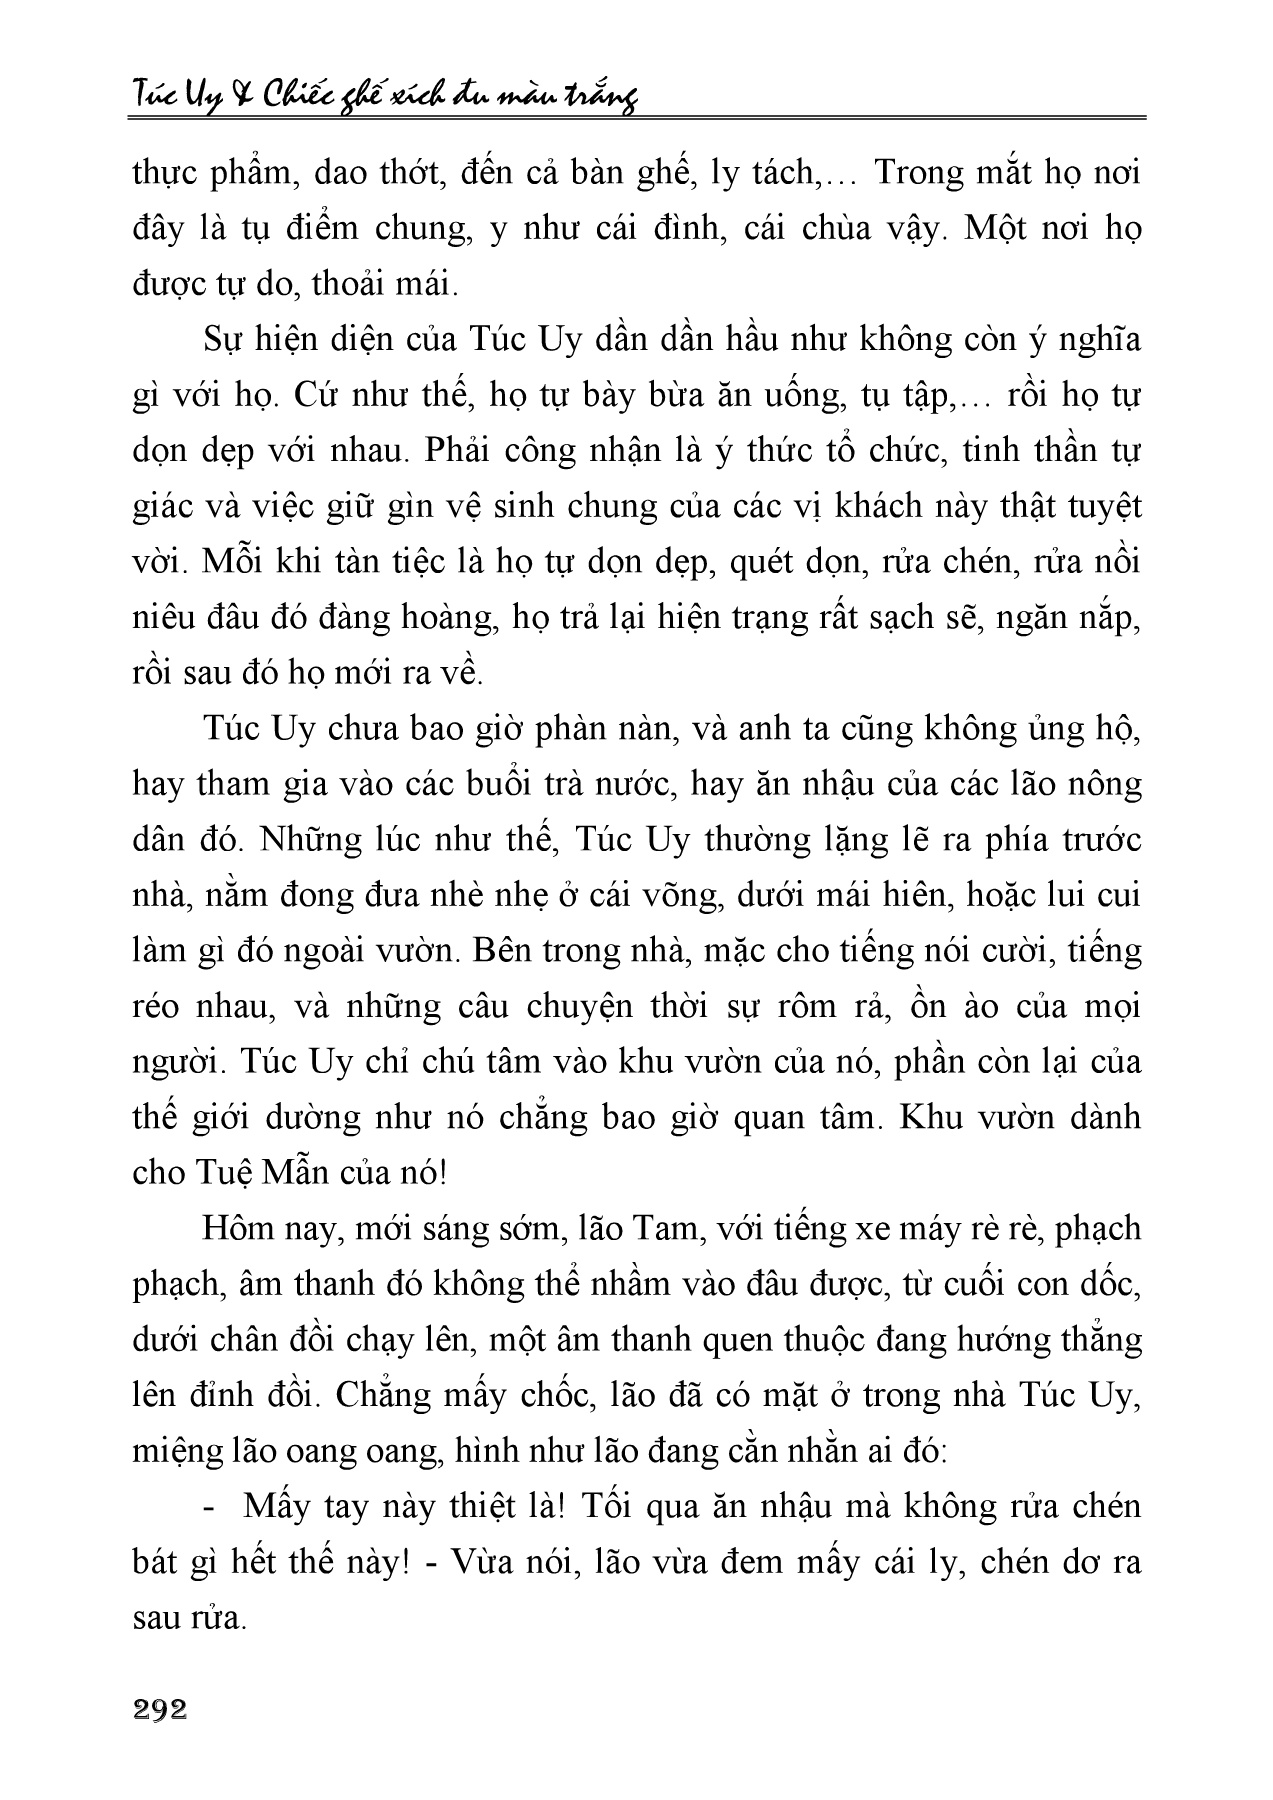 Túc Uy & Chiếc ghế xích đu màu trắng
thực phẩm, dao thớt, đến cả bàn ghế, ly tách,… Trong mắt họ nơi
đây là tụ điểm chung, y như cái đình, cái chùa vậy. Một nơi họ
được tự do, thoải mái.
Sự hiện diện của Túc Uy dần dần hầu như không còn ý nghĩa
gì với họ. Cứ như thế, họ tự bày bừa ăn uống, tụ tập,… rồi họ tự
dọn dẹp với nhau. Phải công nhận là ý thức tổ chức, tinh thần tự
giác và việc giữ gìn vệ sinh chung của các vị khách này thật tuyệt
vời. Mỗi khi tàn tiệc là họ tự dọn dẹp, quét dọn, rửa chén, rửa nồi
niêu đâu đó đàng hoàng, họ trả lại hiện trạng rất sạch sẽ, ngăn nắp,
rồi sau đó họ mới ra về.
Túc Uy chưa bao giờ phàn nàn, và anh ta cũng không ủng hộ,
hay tham gia vào các buổi trà nước, hay ăn nhậu của các lão nông
dân đó. Những lúc như thế, Túc Uy thường lặng lẽ ra phía trước
nhà, nằm đong đưa nhè nhẹ ở cái võng, dưới mái hiên, hoặc lui cui
làm gì đó ngoài vườn. Bên trong nhà, mặc cho tiếng nói cười, tiếng
réo nhau, và những câu chuyện thời sự rôm rả, ồn ào của mọi
người. Túc Uy chỉ chú tâm vào khu vườn của nó, phần còn lại của
thế giới dường như nó chẳng bao giờ quan tâm. Khu vườn dành
cho Tuệ Mẫn của nó!
Hôm nay, mới sáng sớm, lão Tam, với tiếng xe máy rè rè, phạch
phạch, âm thanh đó không thể nhầm vào đâu được, từ cuối con dốc,
dưới chân đồi chạy lên, một âm thanh quen thuộc đang hướng thẳng
lên đỉnh đồi. Chẳng mấy chốc, lão đã có mặt ở trong nhà Túc Uy,
miệng lão oang oang, hình như lão đang cằn nhằn ai đó:
- Mấy tay này thiệt là! Tối qua ăn nhậu mà không rửa chén
bát gì hết thế này! - Vừa nói, lão vừa đem mấy cái ly, chén dơ ra
sau rửa.
292